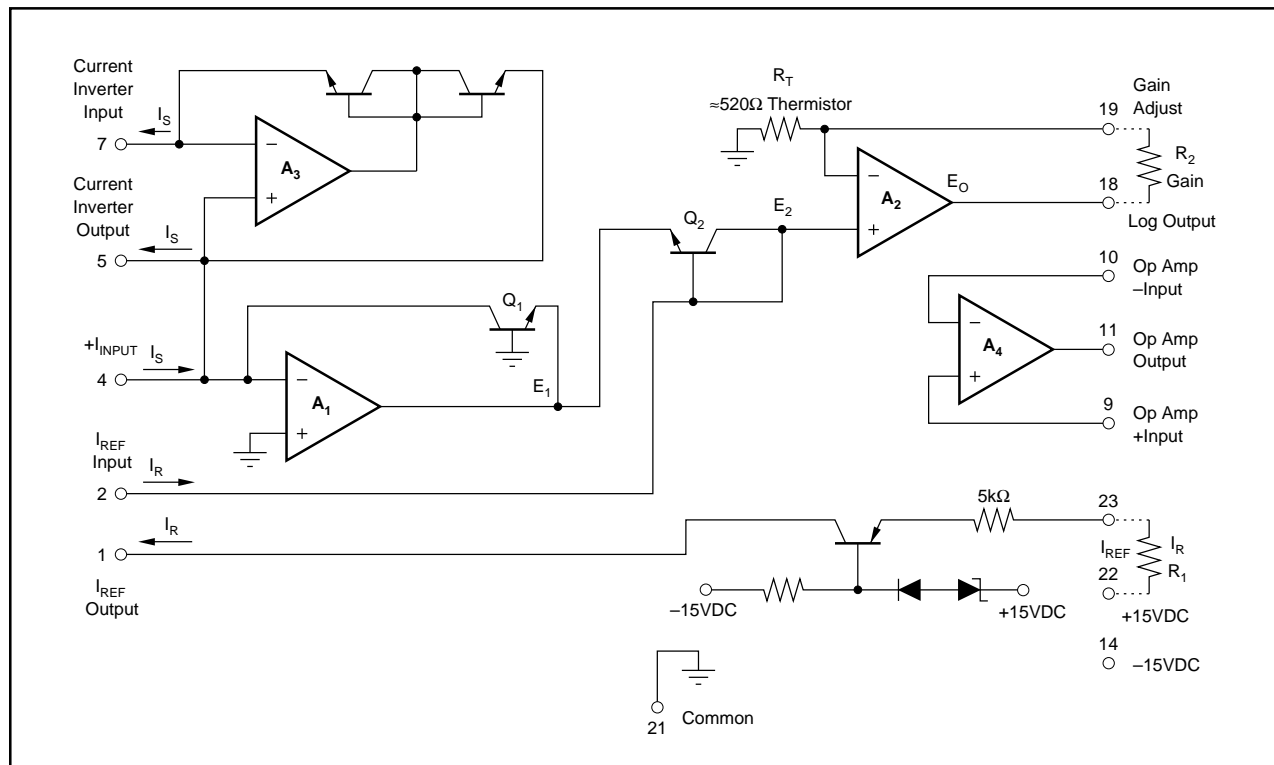 Current
Inverter
Input
7
I_S
A_3
−
+
Current
Inverter
Output
5
I_S
+I_INPUT
4
I_S
Q_1
A_1
−
+
E_1
I_REF
Input
2
I_R
I_R
1
I_REF
Output
R_T
≈520Ω Thermistor
Q_2
E_2
−
A_2
+
E_O
Gain
Adjust
19
R_2
Gain
18
Log Output
10
Op Amp
–Input
−
A_4
+
11
Op Amp
Output
9
Op Amp
+Input
5kΩ
23
I_REF
I_R
R_1
22
+15VDC
–15VDC
+15VDC
14
–15VDC
21
Common